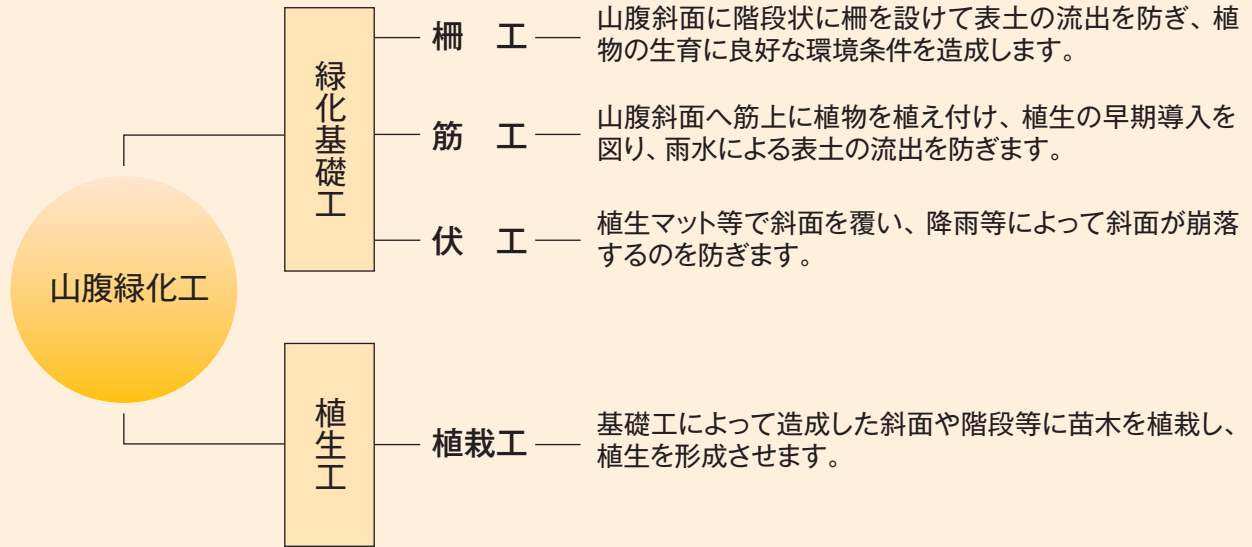 山腹緑化工
緑化基礎工
柵　工
山腹斜面に階段状に柵を設けて表土の流出を防ぎ、植
物の生育に良好な環境条件を造成します。
筋　工
山腹斜面へ筋上に植物を植え付け、植生の早期導入を
図り、雨水による表土の流出を防ぎます。
伏　工
植生マット等で斜面を覆い、降雨等によって斜面が崩落
するのを防ぎます。
植生工
植栽工
基礎工によって造成した斜面や階段等に苗木を植栽し、
植生を形成させます。